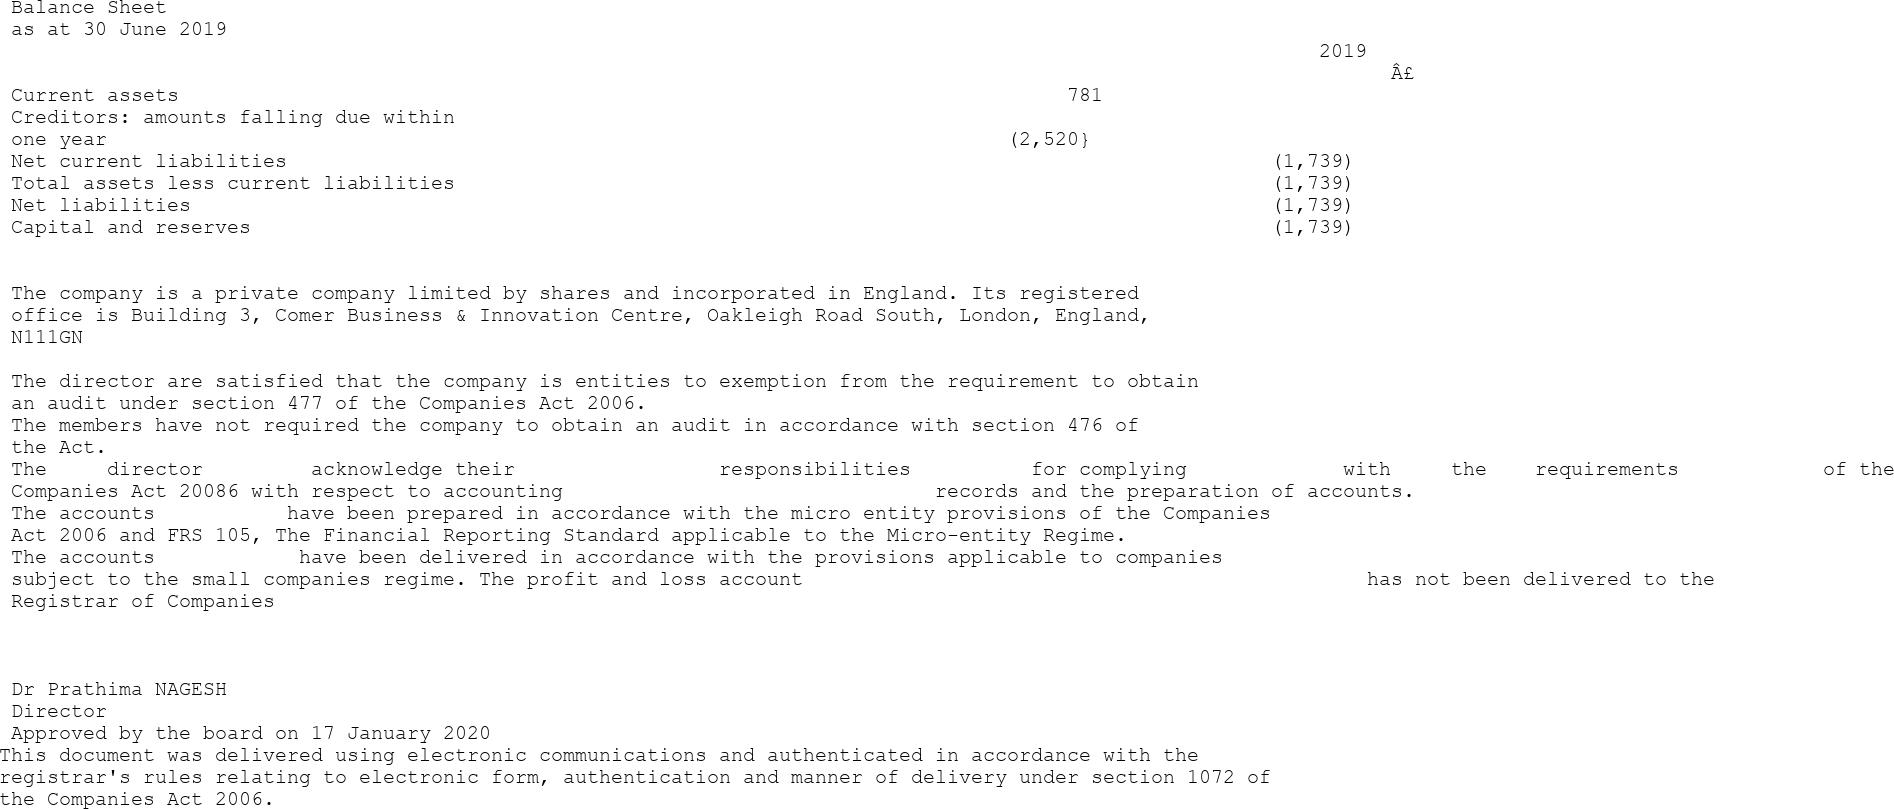 Balance Sheet
as at 30 June 2019
2019
Â£
Current assets 781
Creditors: amounts falling due within
one year (2,520}
Net current liabilities (1,739)
Total assets less current liabilities (1,739)
Net liabilities (1,739)
Capital and reserves (1,739)
The company is a private company limited by shares and incorporated in England. Its registered
office is Building 3, Comer Business & Innovation Centre, Oakleigh Road South, London, England,
N111GN
The director are satisfied that the company is entities to exemption from the requirement to obtain
an audit under section 477 of the Companies Act 2006.
The members have not required the company to obtain an audit in accordance with section 476 of
the Act.
The director acknowledge their responsibilities for complying with the requirements of the
Companies Act 20086 with respect to accounting records and the preparation of accounts.
The accounts have been prepared in accordance with the micro entity provisions of the Companies
Act 2006 and FRS 105, The Financial Reporting Standard applicable to the Micro-entity Regime.
The accounts have been delivered in accordance with the provisions applicable to companies
subject to the small companies regime. The profit and loss account has not been delivered to the
Registrar of Companies
Dr Prathima NAGESH
Director
Approved by the board on 17 January 2020
This document was delivered using electronic communications and authenticated in accordance with the
registrar's rules relating to electronic form, authentication and manner of delivery under section 1072 of
the Companies Act 2006.